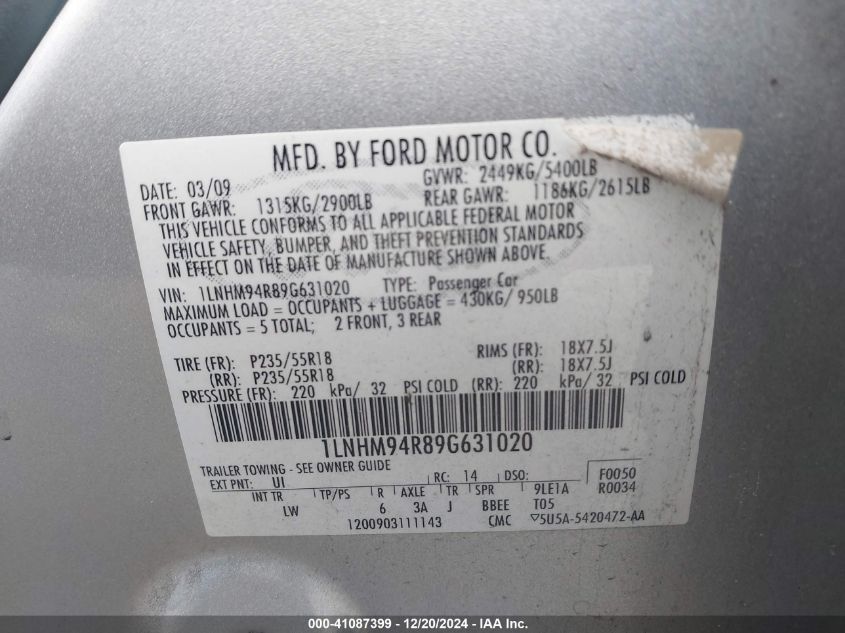 MFD. BY FORD MOTOR CO.
DATE: 03/09 GVWR: 2449KG/5400LB
FRONT GAWR: 1315KG/2900LB REAR GAWR: 1186KG/2615LB
THIS VEHICLE CONFORMS TO ALL APPLICABLE FEDERAL MOTOR
VEHICLE SAFETY, BUMPER, AND THEFT PREVENTION STANDARDS
IN EFFECT ON THE DATE OF MANUFACTURE SHOWN ABOVE.
VIN: 1LNHM94R89G631020 TYPE: Passenger Car
MAXIMUM LOAD = OCCUPANTS + LUGGAGE = 430KG/ 950LB
OCCUPANTS = 5 TOTAL; 2 FRONT, 3 REAR
TIRE (FR): P235/55R18 RIMS (FR): 18X7.5J
(RR): P235/55R18 (RR): 18X7.5J
PRESSURE (FR): 220 kPa/ 32 PSI COLD (RR): 220 kPa/ 32 PSI COLD
1LNHM94R89G631020
TRAILER TOWING - SEE OWNER GUIDE
EXT PNT: UI RC: 14 DSO: F0050
INT TR TP/PS R AXLE TR SPR 9LE1A R0034
LW 6 3A J BBEE T05
1200903111143 CMC ▽5U5A-5420472-AA
000-41087399 - 12/20/2024 - IAA Inc.